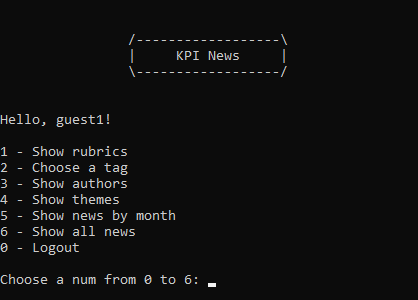 /------------------\
|     KPI News     |
\------------------/
Hello, guest1!
1 - Show rubrics
2 - Choose a tag
3 - Show authors
4 - Show themes
5 - Show news by month
6 - Show all news
0 - Logout
Choose a num from 0 to 6: _